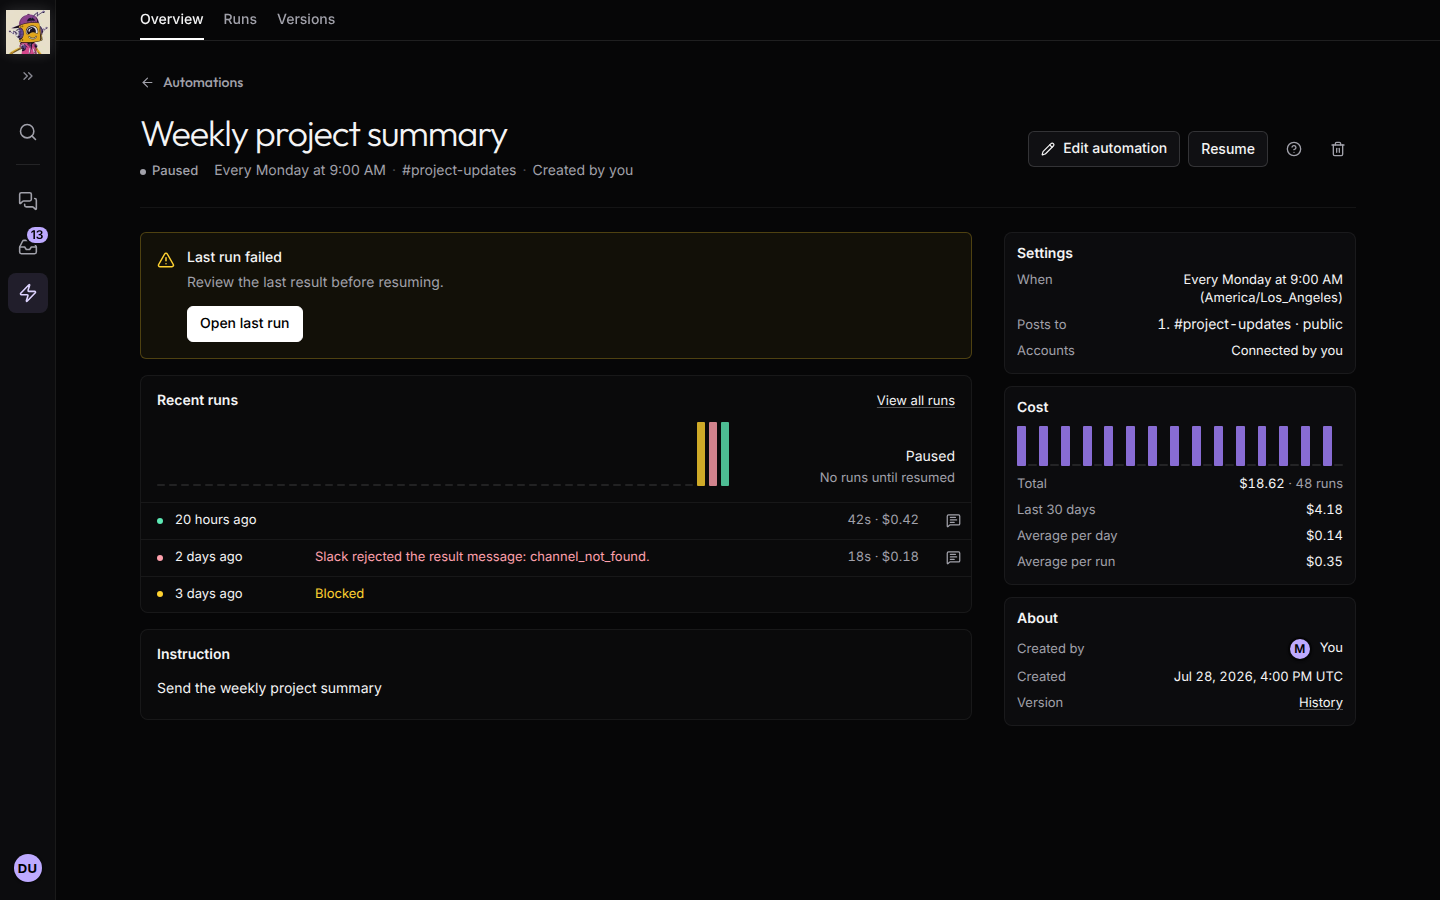 Overview Runs Versions
Automations
Weekly project summary
Paused Every Monday at 9:00 AM · #project-updates · Created by you
Edit automation
Resume
13
Last run failed
Review the last result before resuming.
Open last run
Recent runs
View all runs
Paused
No runs until resumed
20 hours ago 42s · $0.42
2 days ago Slack rejected the result message: channel_not_found. 18s · $0.18
3 days ago Blocked
Instruction
Send the weekly project summary
Settings
When Every Monday at 9:00 AM
(America/Los_Angeles)
Posts to 1. #project-updates · public
Accounts Connected by you
Cost
Total $18.62 · 48 runs
Last 30 days $4.18
Average per day $0.14
Average per run $0.35
About
Created by M You
Created Jul 28, 2026, 4:00 PM UTC
Version History
DU